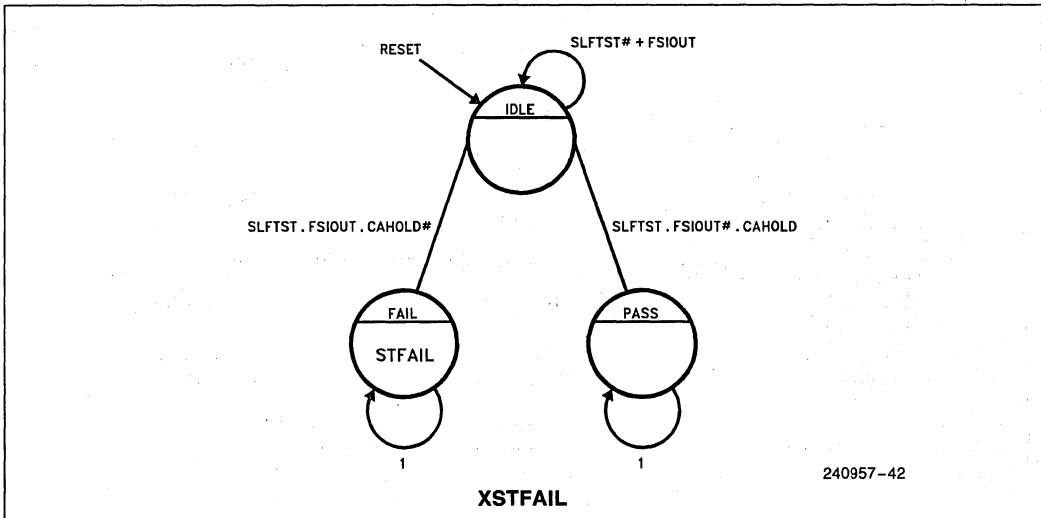 RESET
SLFTST# + FSIOUT
IDLE
SLFTST . FSIOUT . CAHOLD#
SLFTST . FSIOUT# . CAHOLD
FAIL
STFAIL
PASS
1
1
240957-42
XSTFAIL